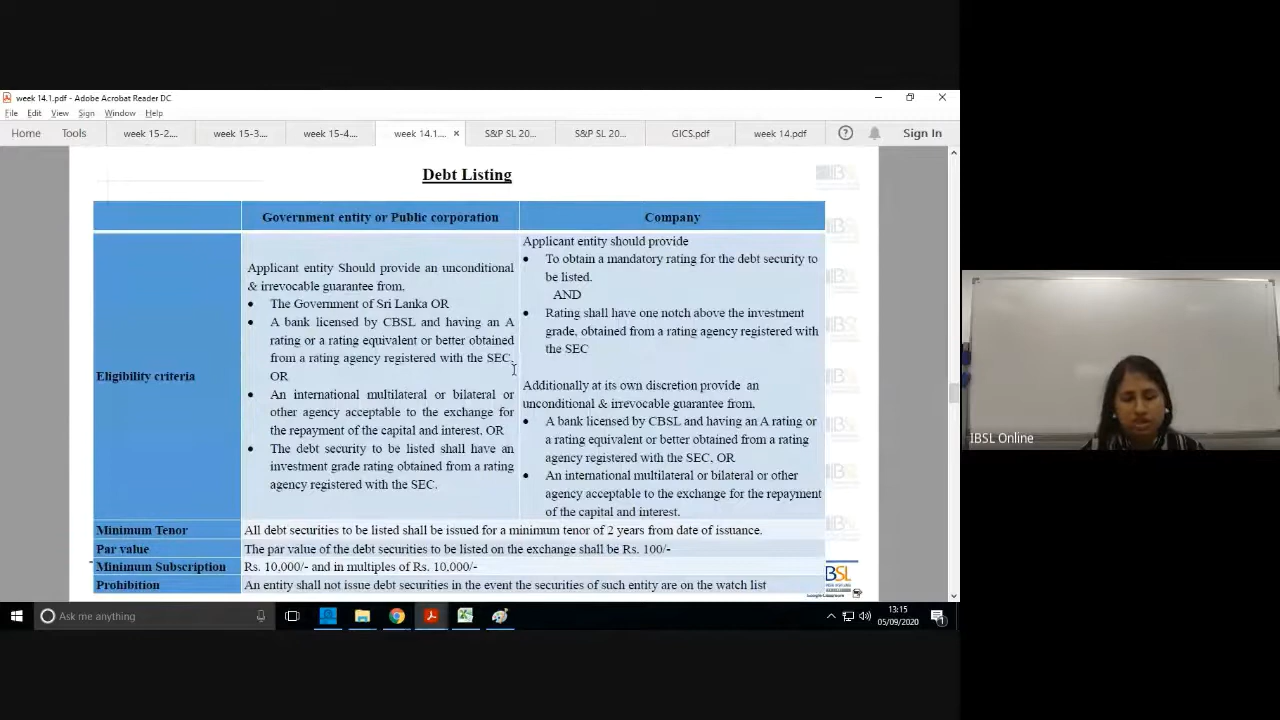 week 14.1.pdf - Adobe Acrobat Reader DC
File Edit View Sign Window Help
Home Tools week 15-2.... week 15-3.... week 15-4.... week 14.1.... S&P SL 20... S&P SL 20... GICS.pdf week 14.pdf Sign In
Debt Listing
Government entity or Public corporation
Company
Eligibility criteria
Applicant entity Should provide an unconditional
& irrevocable guarantee from,
• The Government of Sri Lanka OR
• A bank licensed by CBSL and having an A
rating or a rating equivalent or better obtained
from a rating agency registered with the SEC,
OR
• An international multilateral or bilateral or
other agency acceptable to the exchange for
the repayment of the capital and interest, OR
• The debt security to be listed shall have an
investment grade rating obtained from a rating
agency registered with the SEC.
Applicant entity should provide
• To obtain a mandatory rating for the debt security to
be listed.
AND
• Rating shall have one notch above the investment
grade, obtained from a rating agency registered with
the SEC
Additionally at its own discretion provide an
unconditional & irrevocable guarantee from,
• A bank licensed by CBSL and having an A rating or
a rating equivalent or better obtained from a rating
agency registered with the SEC, OR
• An international multilateral or bilateral or other
agency acceptable to the exchange for the repayment
of the capital and interest.
Minimum Tenor All debt securities to be listed shall be issued for a minimum tenor of 2 years from date of issuance.
Par value The par value of the debt securities to be listed on the exchange shall be Rs. 100/-
Minimum Subscription Rs. 10,000/- and in multiples of Rs. 10,000/-
Prohibition An entity shall not issue debt securities in the event the securities of such entity are on the watch list
IBSL Online
Ask me anything
13:15
05/09/2020